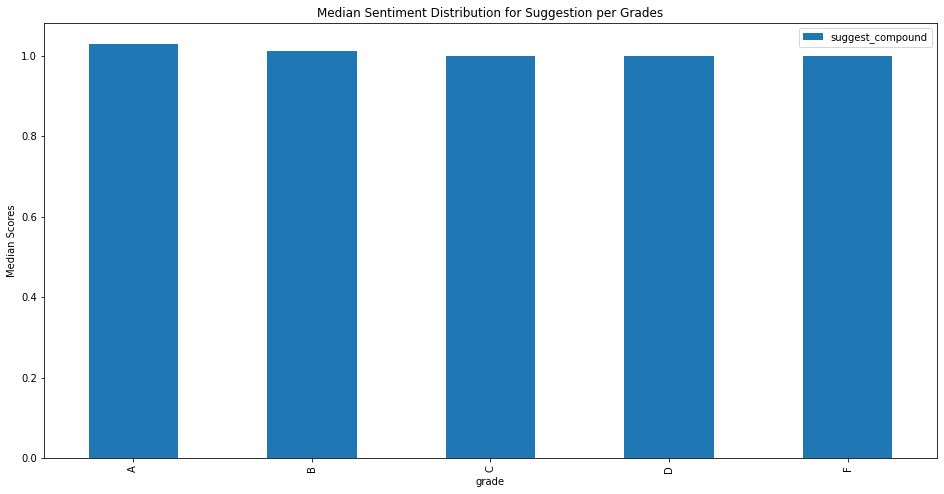 Median Sentiment Distribution for Suggestion per Grades
suggest_compound
1.0
0.8
0.6
0.4
0.2
0.0
Median Scores
A
B
C
D
F
grade